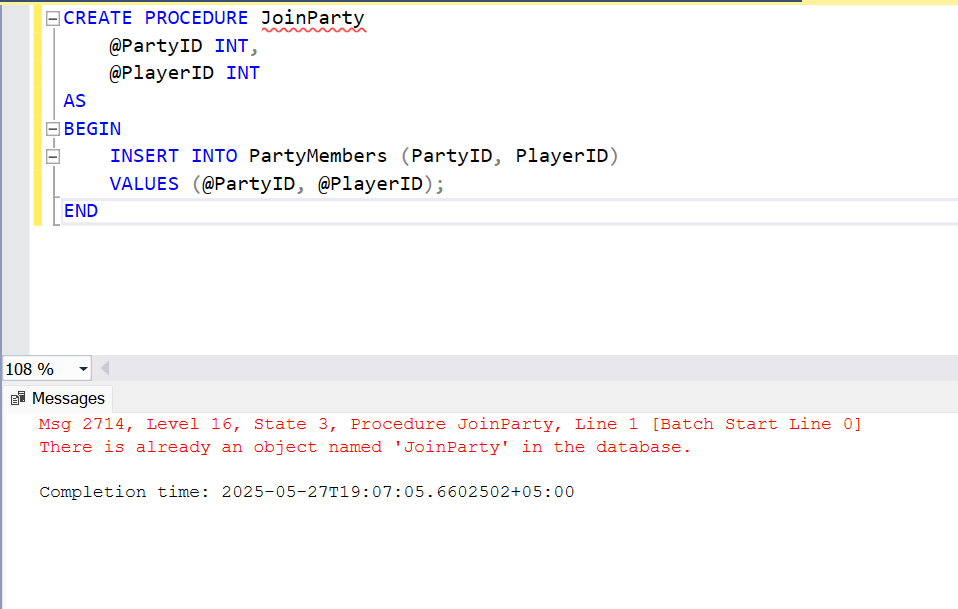 CREATE PROCEDURE JoinParty
@PartyID INT,
@PlayerID INT
AS
BEGIN
INSERT INTO PartyMembers (PartyID, PlayerID)
VALUES (@PartyID, @PlayerID);
END
108 %
Messages
Msg 2714, Level 16, State 3, Procedure JoinParty, Line 1 [Batch Start Line 0]
There is already an object named 'JoinParty' in the database.
Completion time: 2025-05-27T19:07:05.6602502+05:00